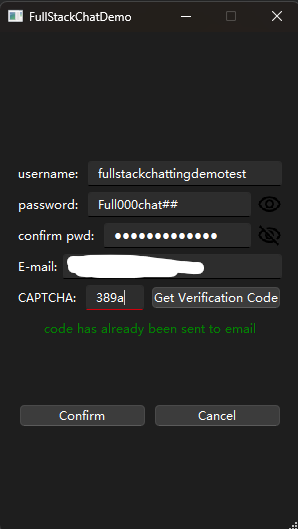 FullStackChatDemo
username: fullstackchattingdemotest
password: Full000chat##
confirm pwd: ●●●●●●●●●●●●●
E-mail:
CAPTCHA: 389a Get Verification Code
code has already been sent to email
Confirm Cancel